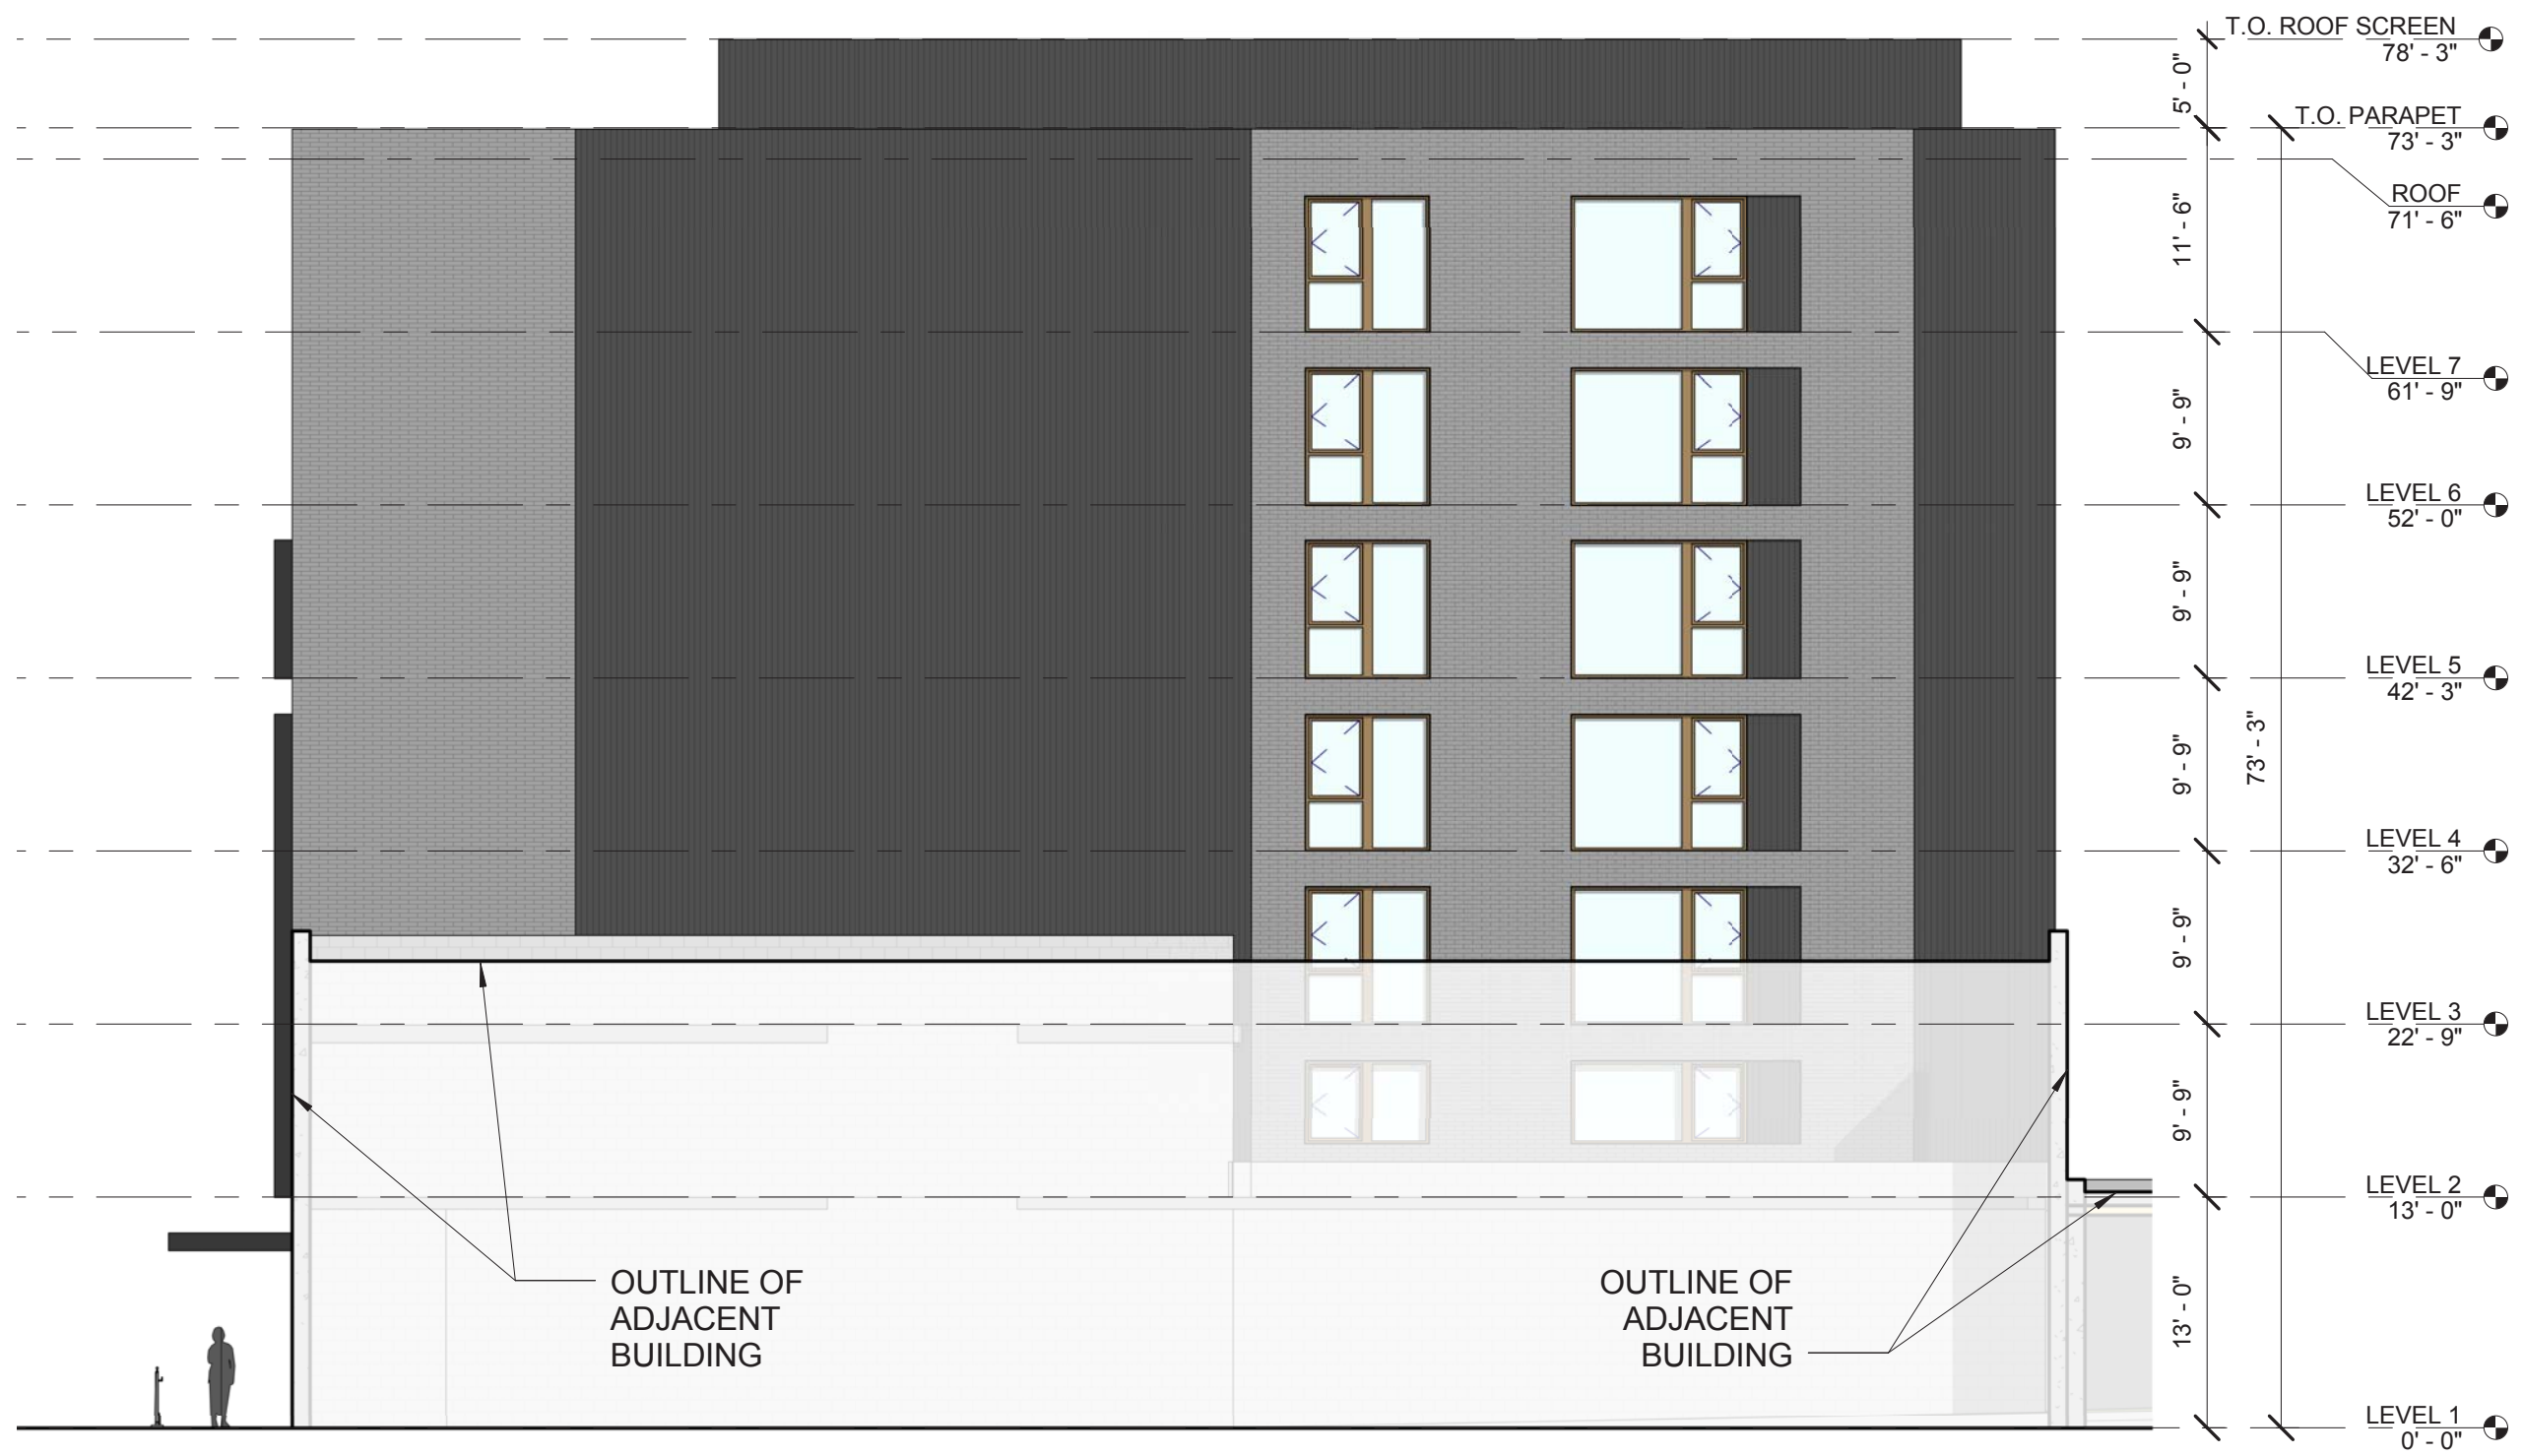 T.O. ROOF SCREEN
78' - 3"
5' - 0"
T.O. PARAPET
73' - 3"
ROOF
71' - 6"
11' - 6"
LEVEL 7
61' - 9"
9' - 9"
LEVEL 6
52' - 0"
9' - 9"
LEVEL 5
42' - 3"
9' - 9"
73' - 3"
LEVEL 4
32' - 6"
9' - 9"
LEVEL 3
22' - 9"
9' - 9"
LEVEL 2
13' - 0"
13' - 0"
LEVEL 1
0' - 0"
OUTLINE OF
ADJACENT
BUILDING
OUTLINE OF
ADJACENT
BUILDING